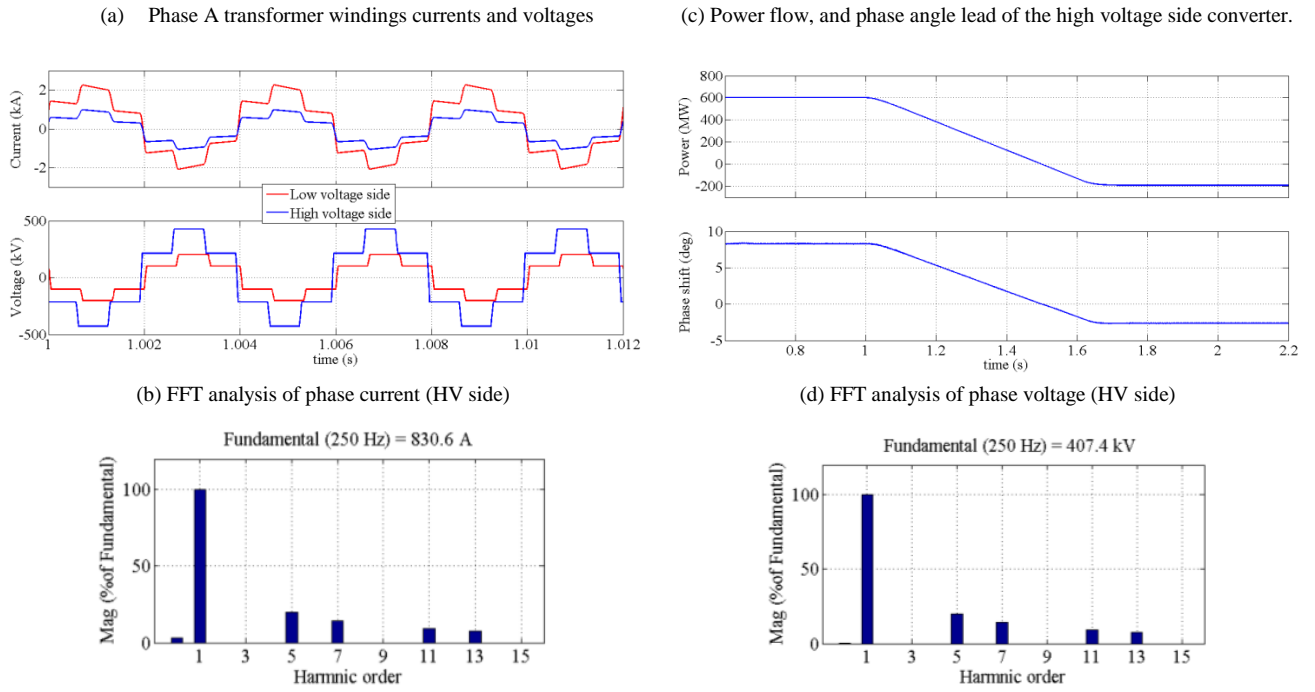 (a) Phase A transformer windings currents and voltages
Current (kA)
2
0
-2
Low voltage side
High voltage side
Voltage (kV)
500
0
-500
1 1.002 1.004 1.006 1.008 1.01 1.012
time (s)
(c) Power flow, and phase angle lead of the high voltage side converter.
Power (MW)
800
600
400
200
0
-200
Phase shift (deg)
10
5
0
-5
0.8 1 1.2 1.4 1.6 1.8 2 2.2
time (s)
(b) FFT analysis of phase current (HV side)
Fundamental (250 Hz) = 830.6 A
Mag (%of Fundamental)
100
50
0
1 3 5 7 9 11 13 15
Harmnic order
(d) FFT analysis of phase voltage (HV side)
Fundamental (250 Hz) = 407.4 kV
Mag (%of Fundamental)
100
50
0
1 3 5 7 9 11 13 15
Harmnic order